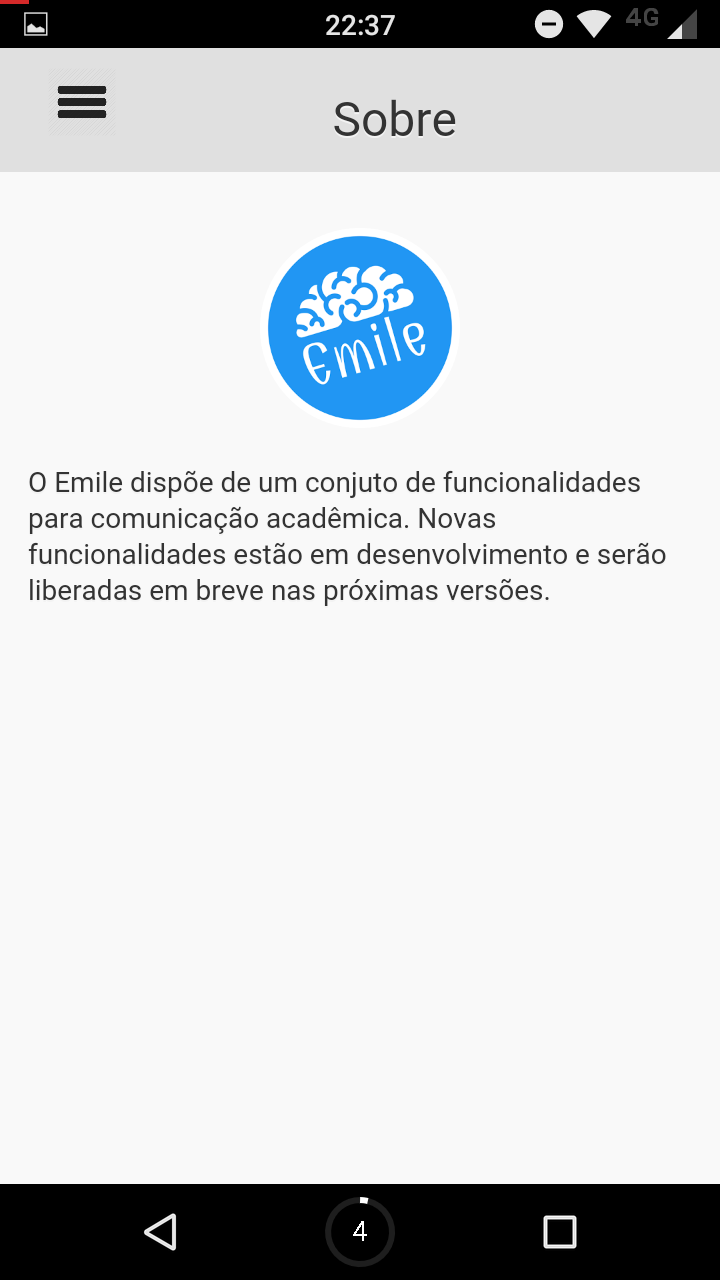 22:37
4G
Sobre
Emile
O Emile dispõe de um conjuto de funcionalidades
para comunicação acadêmica. Novas
funcionalidades estão em desenvolvimento e serão
liberadas em breve nas próximas versões.
4